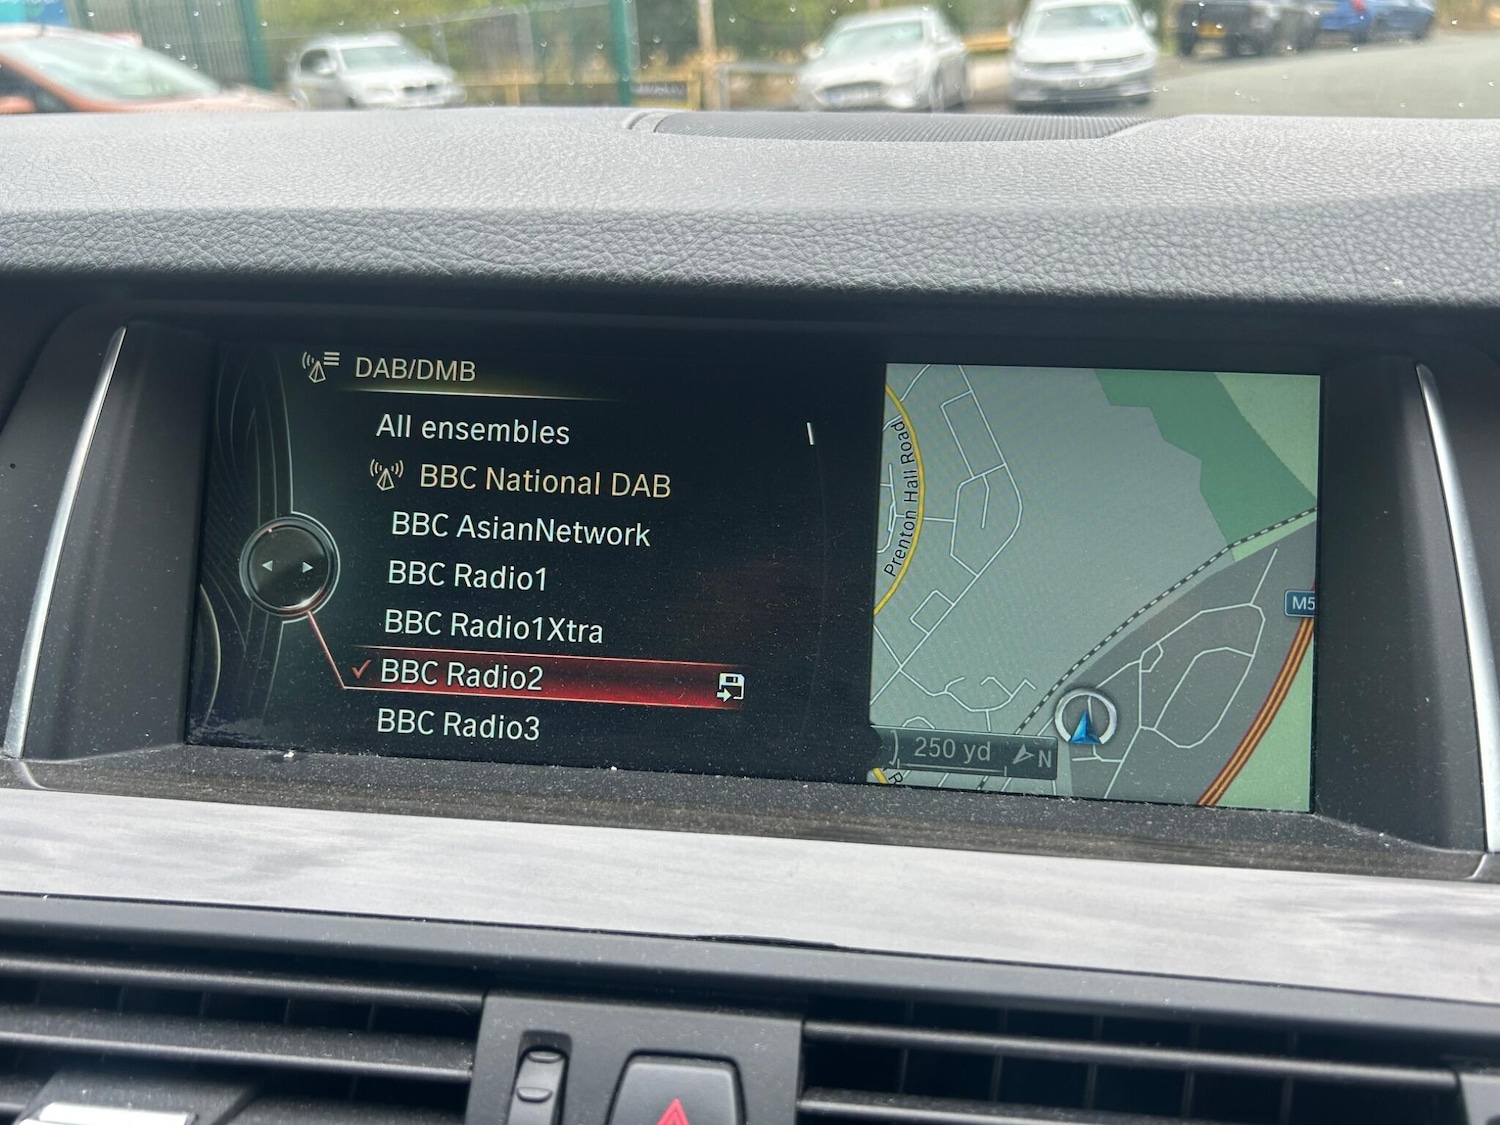 DAB/DMB
All ensembles
BBC National DAB
BBC AsianNetwork
BBC Radio1
BBC Radio1Xtra
BBC Radio2
BBC Radio3
Prenton Hall Road
M5
250 yd
N
R